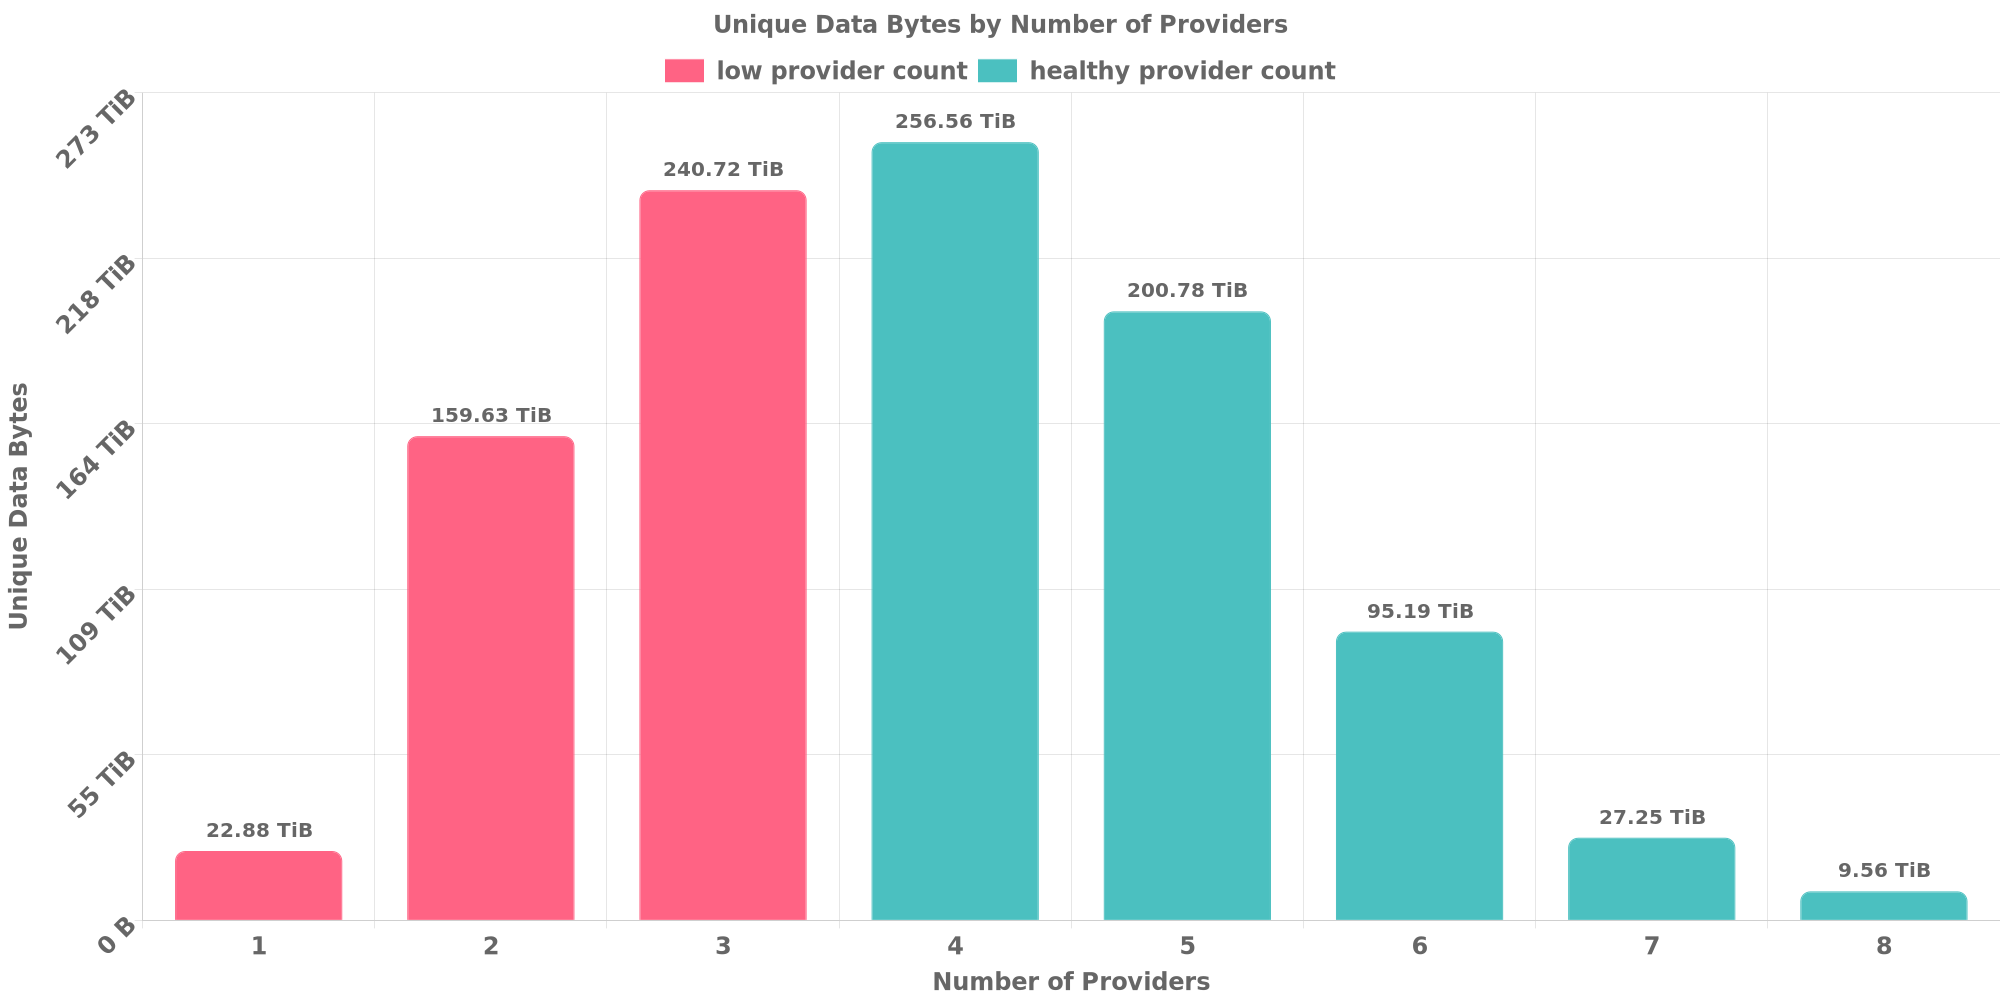 Unique Data Bytes by Number of Providers
low provider count healthy provider count
273 TiB
218 TiB
164 TiB
109 TiB
55 TiB
0 B
Unique Data Bytes
22.88 TiB
159.63 TiB
240.72 TiB
256.56 TiB
200.78 TiB
95.19 TiB
27.25 TiB
9.56 TiB
1 2 3 4 5 6 7 8
Number of Providers